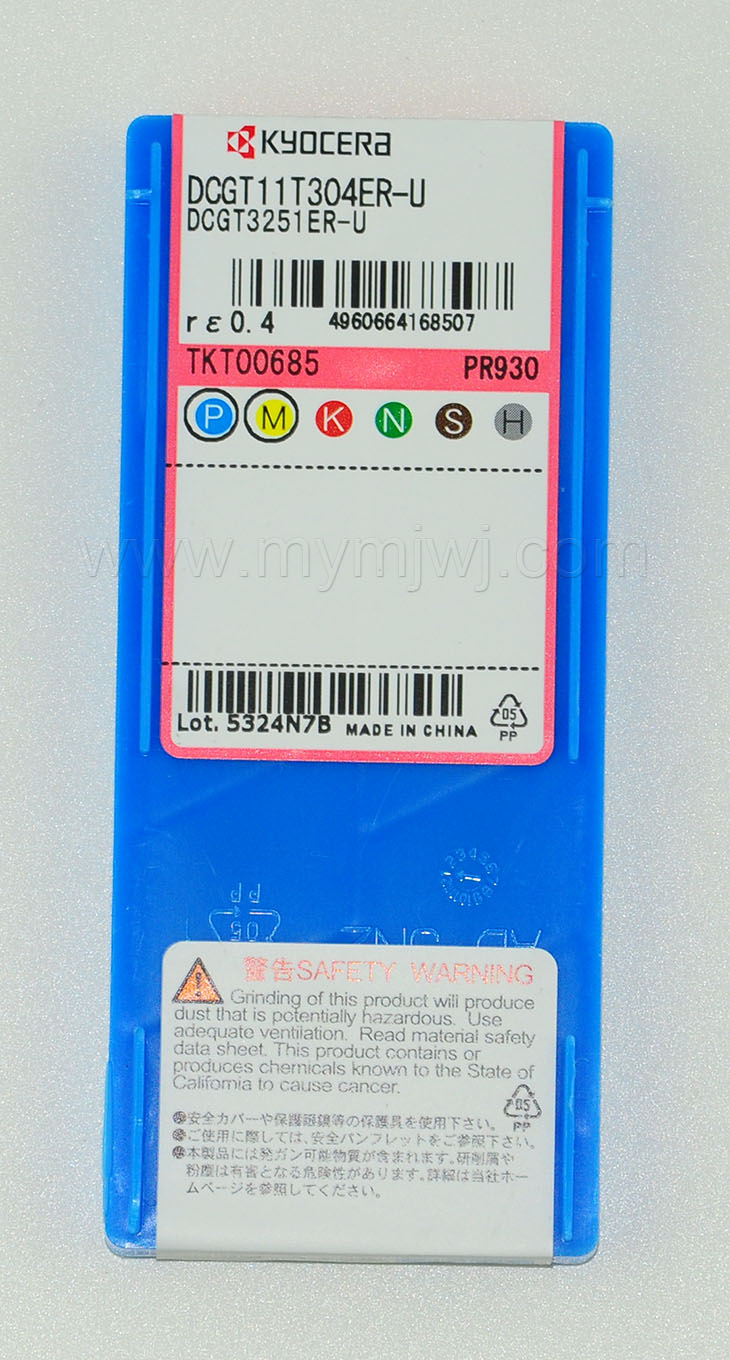 KYOCERA
DCGT11T304ER-U
DCGT3251ER-U
rε0.4 4960664168507
TKT00685 PR930
P M K N S H
www.mymjwj.com
Lot. 5324N7B MADE IN CHINA
05
PP
PP
05
警告SAFETY WARNING
Grinding of this product will produce
dust that is potentially hazardous. Use
adequate ventilation. Read material safety
data sheet. This product contains or
produces chemicals known to the State of
California to cause cancer.
05
PP
●安全カバーや保護眼鏡等の保護具を使用下さい。
●ご使用に際しては、安全パンフレットをご参照下さい。
●本製品には発ガン可能物質が含まれます。研削屑や
粉塵は有害となる危険性があります。詳細は当社ホー
ムページを参照してください。